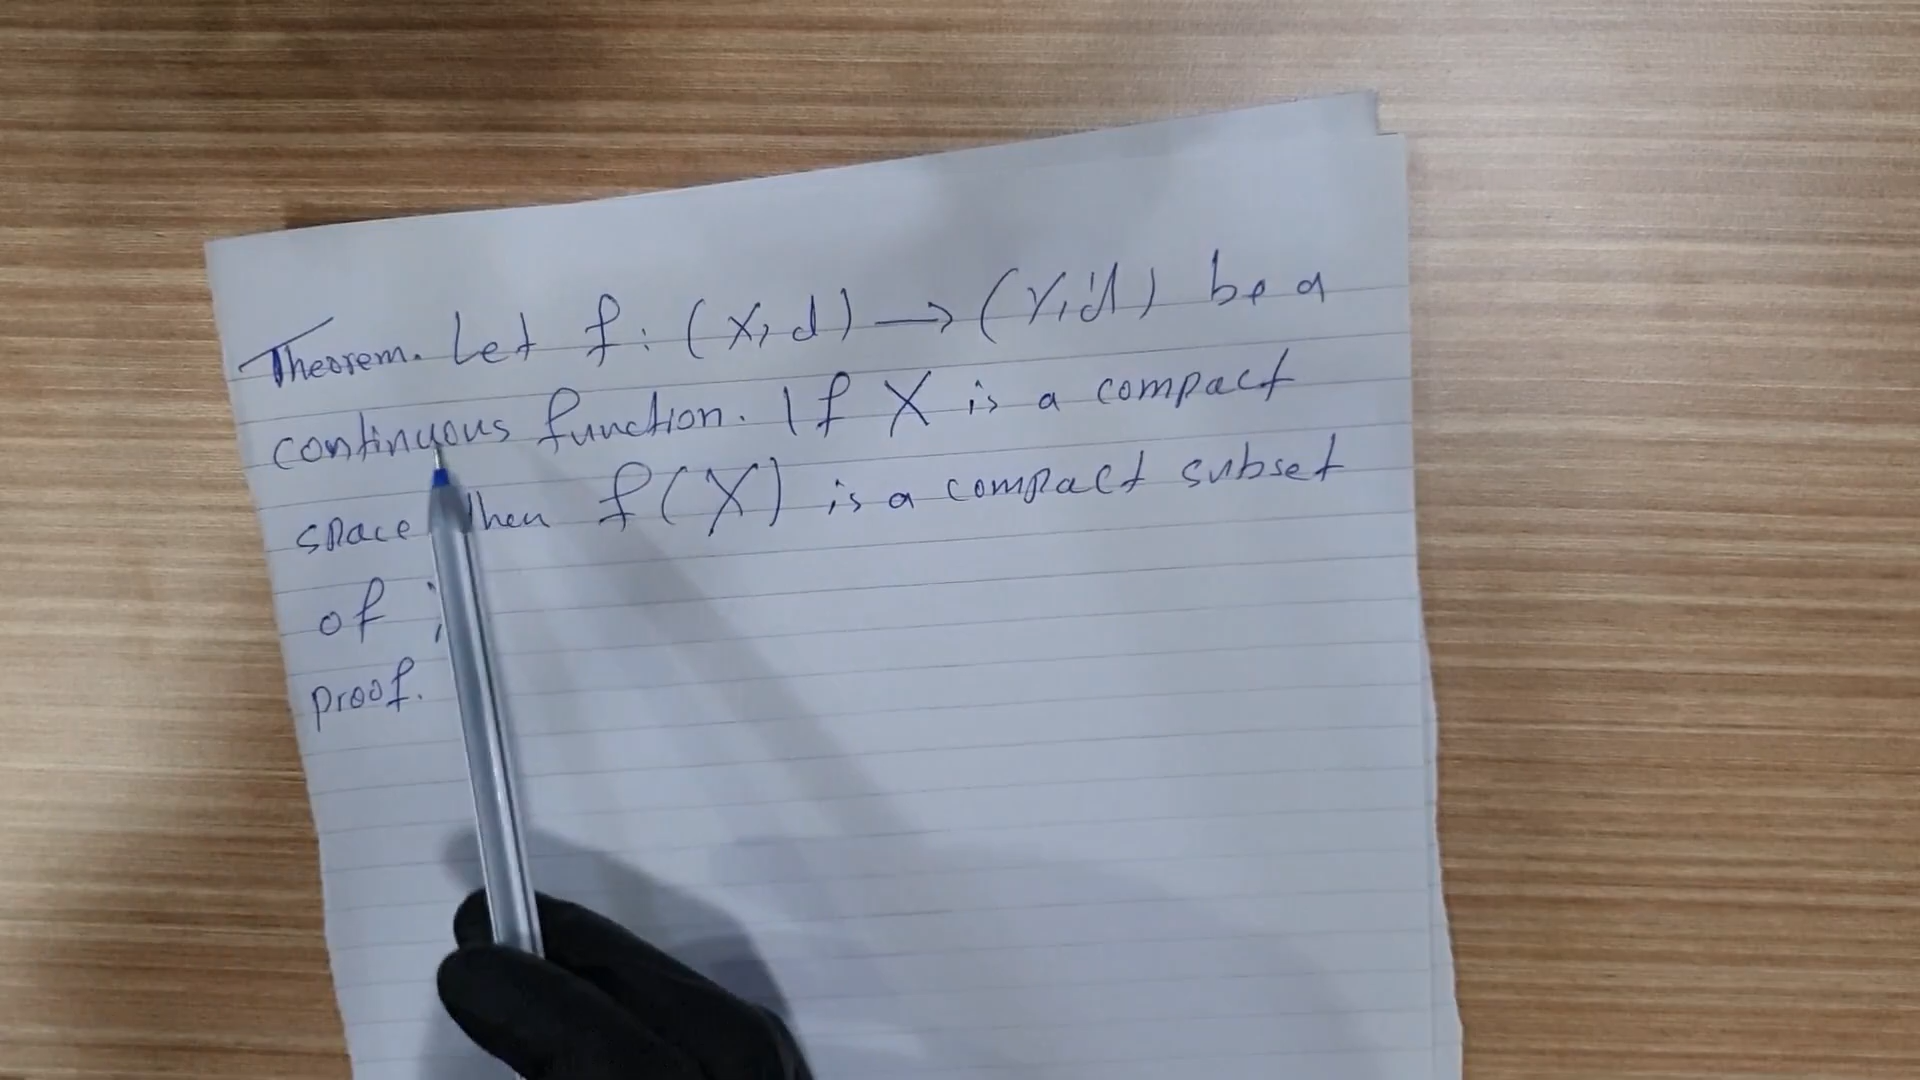 Theorem. Let f: (X, d) → (Y, d') be a
continuous function. If X is a compact
space then f(X) is a compact subset
of
proof.